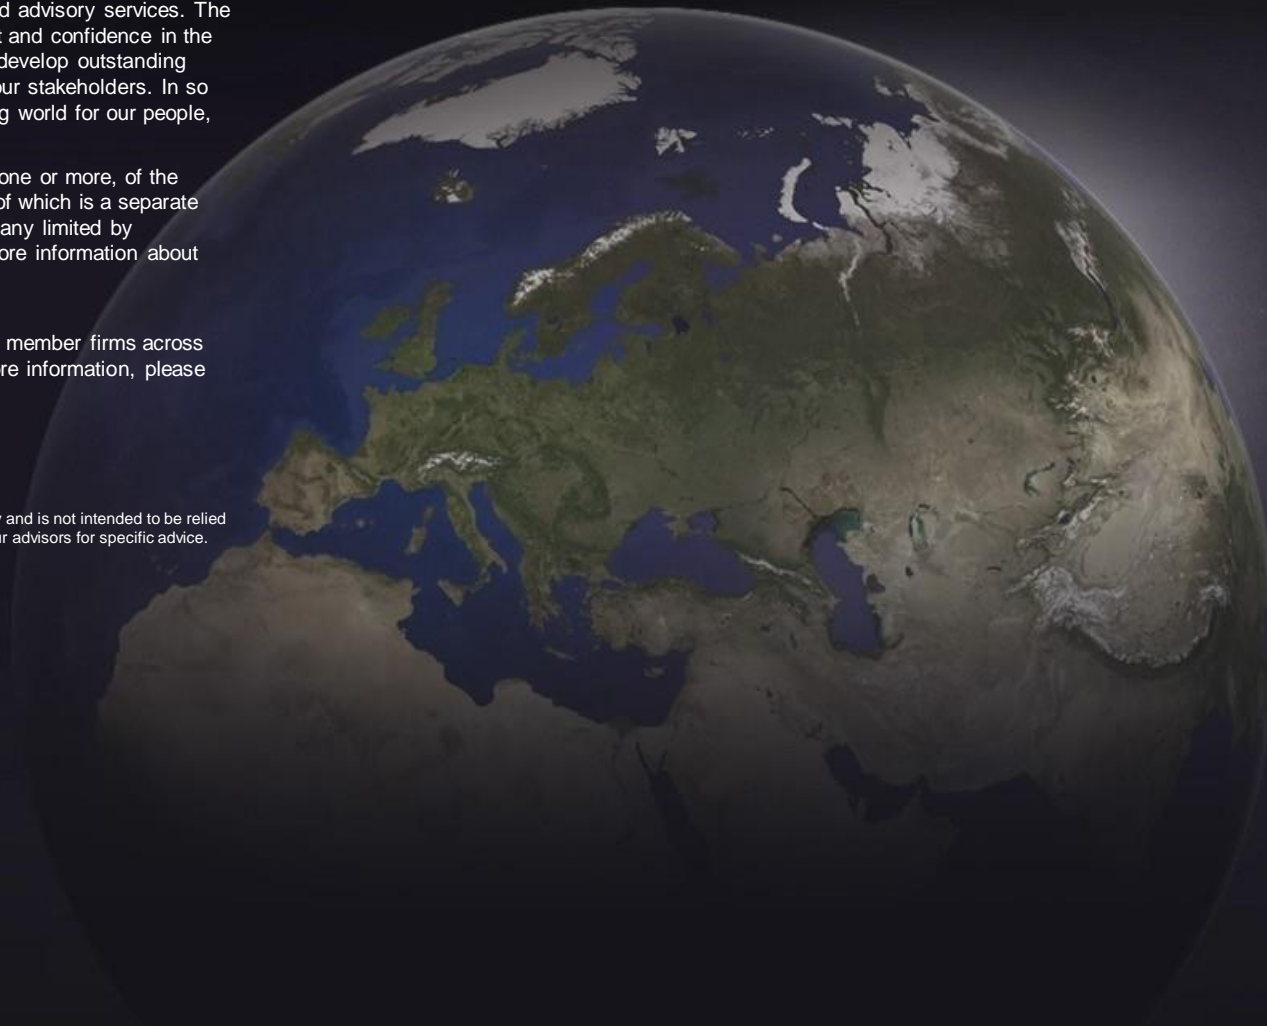 d advisory services. The
t and confidence in the
develop outstanding
our stakeholders. In so
g world for our people,
one or more, of the
of which is a separate
any limited by
ore information about
member firms across
re information, please
y and is not intended to be relied
ur advisors for specific advice.